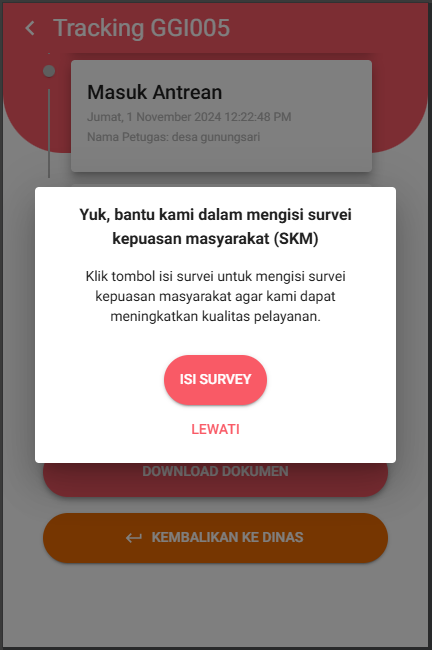 Tracking GGI005
Masuk Antrean
Jumat, 1 November 2024 12:22:48 PM
Nama Petugas: desa gunungsari
Yuk, bantu kami dalam mengisi survei
kepuasan masyarakat (SKM)
Klik tombol isi survei untuk mengisi survei
kepuasan masyarakat agar kami dapat
meningkatkan kualitas pelayanan.
ISI SURVEY
LEWATI
DOWNLOAD DOKUMEN
KEMBALIKAN KE DINAS